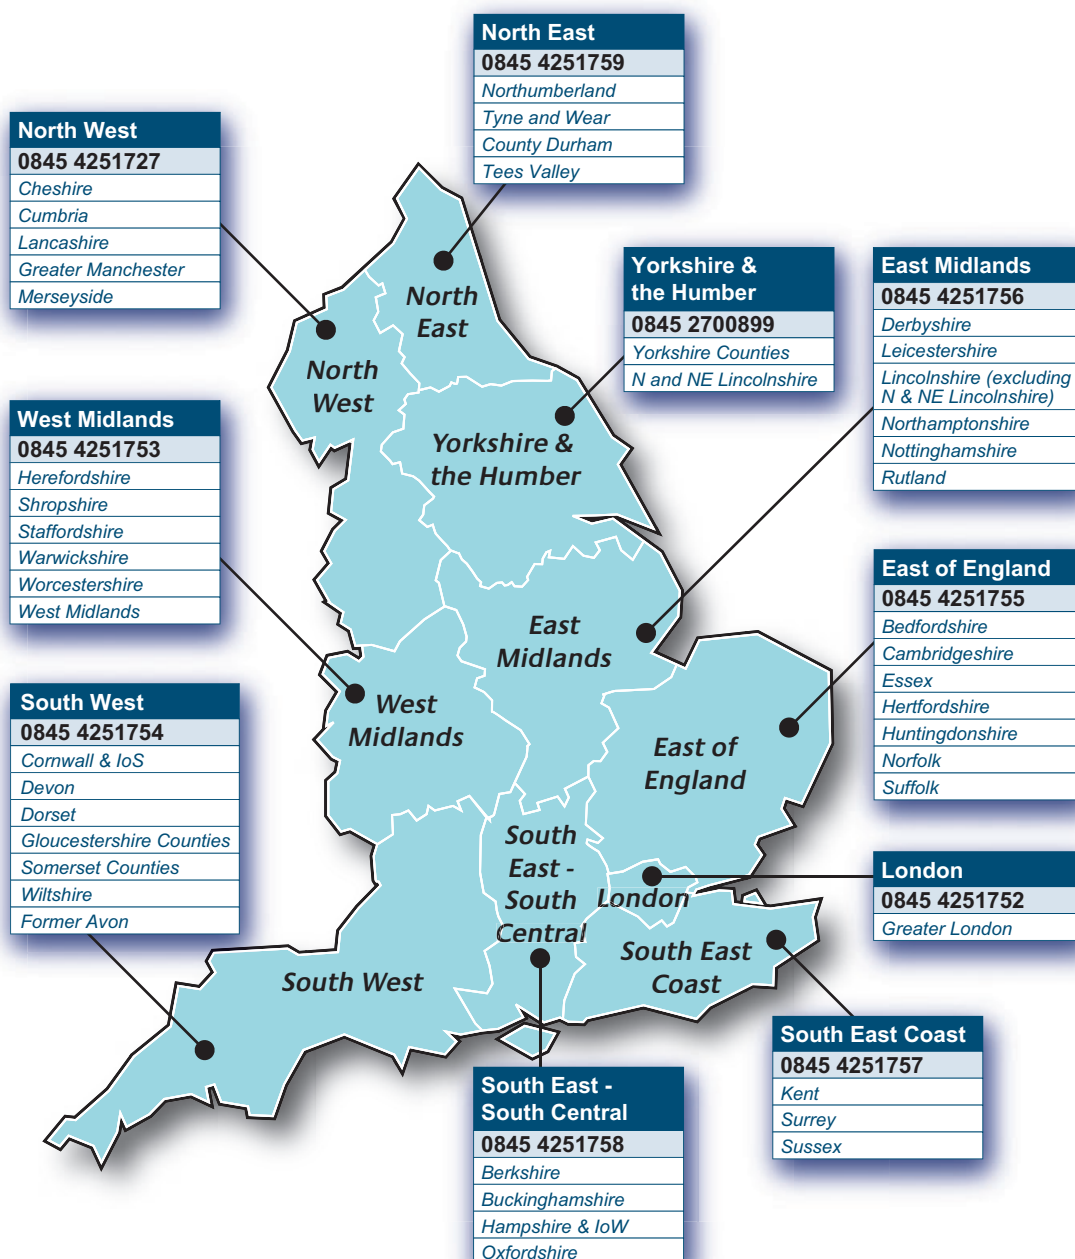 North East
0845 4251759
Northumberland
Tyne and Wear
County Durham
Tees Valley
North West
0845 4251727
Cheshire
Cumbria
Lancashire
Greater Manchester
Merseyside
Yorkshire &
the Humber
0845 2700899
Yorkshire Counties
N and NE Lincolnshire
East Midlands
0845 4251756
Derbyshire
Leicestershire
Lincolnshire (excluding
N & NE Lincolnshire)
Northamptonshire
Nottinghamshire
Rutland
West Midlands
0845 4251753
Herefordshire
Shropshire
Staffordshire
Warwickshire
Worcestershire
West Midlands
East of England
0845 4251755
Bedfordshire
Cambridgeshire
Essex
Hertfordshire
Huntingdonshire
Norfolk
Suffolk
South West
0845 4251754
Cornwall & IoS
Devon
Dorset
Gloucestershire Counties
Somerset Counties
Wiltshire
Former Avon
London
0845 4251752
Greater London
South East Coast
0845 4251757
Kent
Surrey
Sussex
South East -
South Central
0845 4251758
Berkshire
Buckinghamshire
Hampshire & IoW
Oxfordshire
North
East
North
West
Yorkshire &
the Humber
East
Midlands
West
Midlands
East of
England
South
East -
South
Central
London
South East
Coast
South West